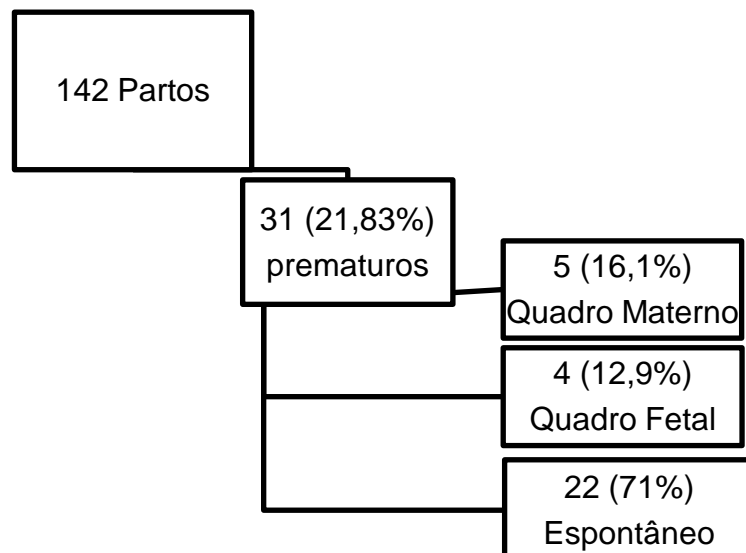 142 Partos
31 (21,83%)
prematuros
5 (16,1%)
Quadro Materno
4 (12,9%)
Quadro Fetal
22 (71%)
Espontâneo